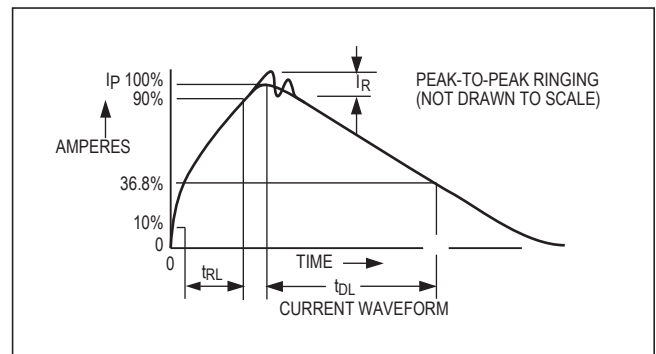 IP 100%
90%
AMPERES
36.8%
10%
0
0
tRL
TIME
tDL
CURRENT WAVEFORM
IR
PEAK-TO-PEAK RINGING
(NOT DRAWN TO SCALE)